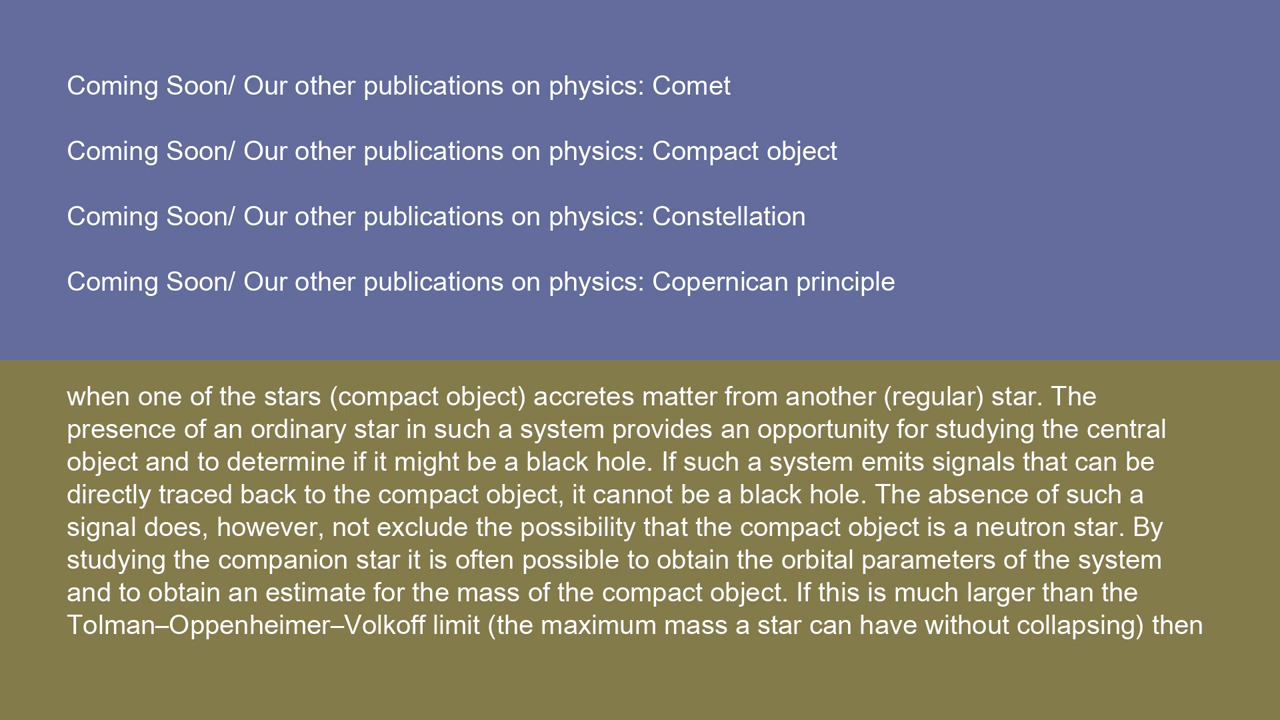 Coming Soon/ Our other publications on physics: Comet
Coming Soon/ Our other publications on physics: Compact object
Coming Soon/ Our other publications on physics: Constellation
Coming Soon/ Our other publications on physics: Copernican principle
when one of the stars (compact object) accretes matter from another (regular) star. The
presence of an ordinary star in such a system provides an opportunity for studying the central
object and to determine if it might be a black hole. If such a system emits signals that can be
directly traced back to the compact object, it cannot be a black hole. The absence of such a
signal does, however, not exclude the possibility that the compact object is a neutron star. By
studying the companion star it is often possible to obtain the orbital parameters of the system
and to obtain an estimate for the mass of the compact object. If this is much larger than the
Tolman–Oppenheimer–Volkoff limit (the maximum mass a star can have without collapsing) then